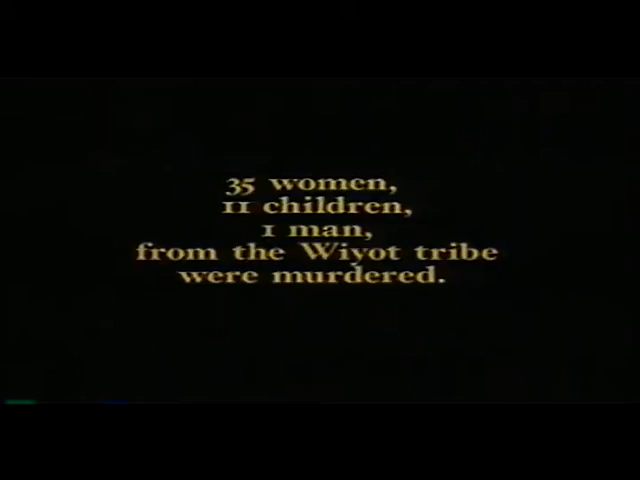 35 women,
11 children,
1 man,
from the Wiyot tribe
were murdered.